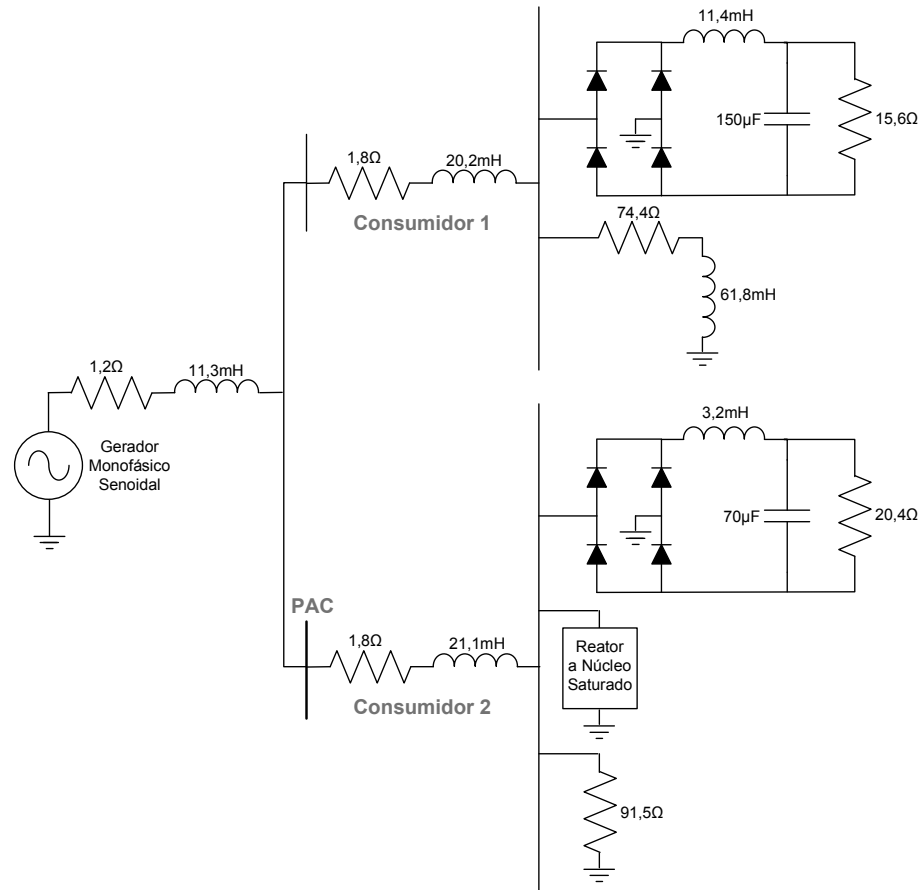 11,4mH
150µF
15,6Ω
1,8Ω
20,2mH
Consumidor 1
74,4Ω
61,8mH
1,2Ω
11,3mH
Gerador
Monofásico
Senoidal
3,2mH
70µF
20,4Ω
PAC
1,8Ω
21,1mH
Consumidor 2
Reator
a Núcleo
Saturado
91,5Ω